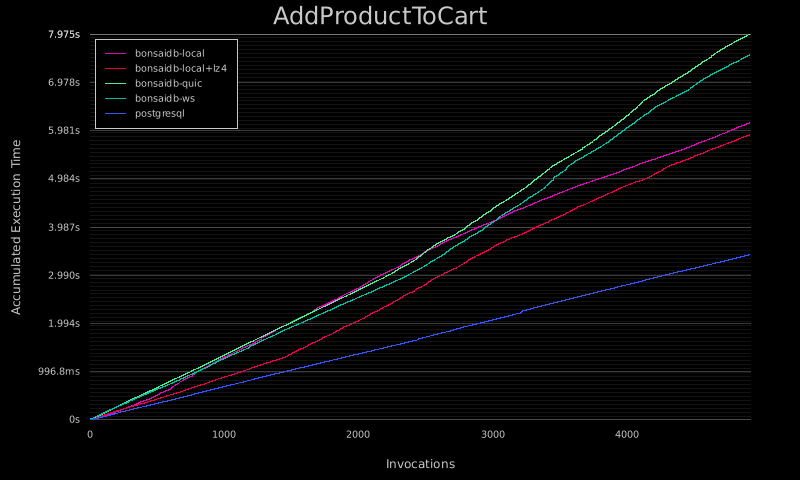 AddProductToCart
7.975s
6.978s
5.981s
4.984s
3.987s
2.990s
1.994s
996.8ms
0s
Accumulated Execution Time
bonsaidb-local
bonsaidb-local+lz4
bonsaidb-quic
bonsaidb-ws
postgresql
0 1000 2000 3000 4000
Invocations